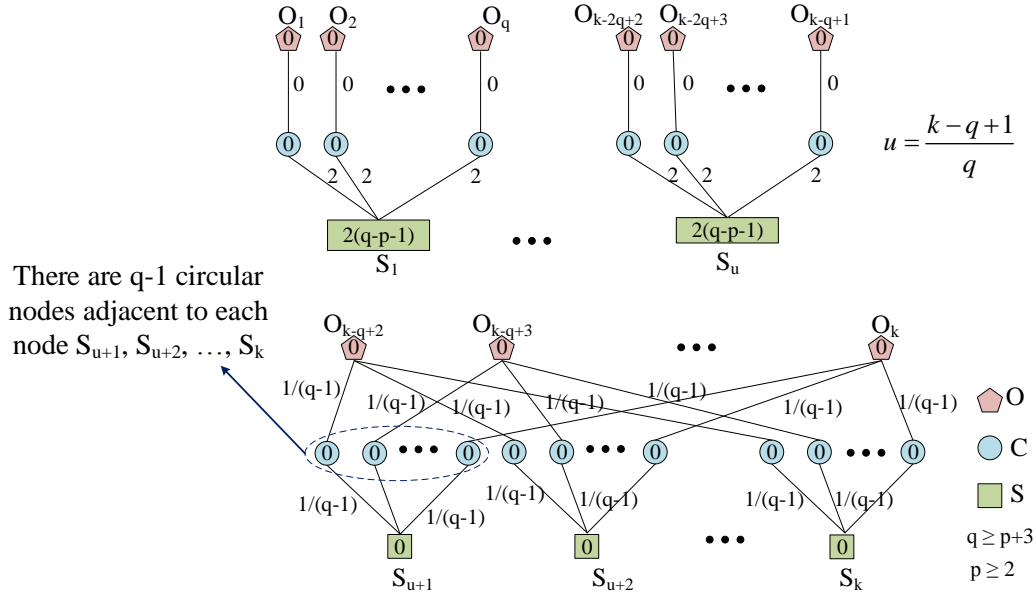 O1 O2 Oq Ok-2q+2 Ok-2q+3 Ok-q+1
0 0 0 0 0 0
0 0 0 0 0 0
0 0 0 0 0 0
u = (k − q + 1) / q
2 2 2 2 2 2
2(q-p-1) 2(q-p-1)
S1 Su
There are q-1 circular
nodes adjacent to each
node Su+1, Su+2, …, Sk
Ok-q+2 Ok-q+3 Ok
0 0 0
1/(q-1) 1/(q-1) 1/(q-1) 1/(q-1) 1/(q-1) 1/(q-1)
O
0 0 0 0 0 0 0 0 0
C
1/(q-1) 1/(q-1) 1/(q-1) 1/(q-1) 1/(q-1) 1/(q-1)
S
0 0 0
q ≥ p+3
Su+1 Su+2 Sk
p ≥ 2